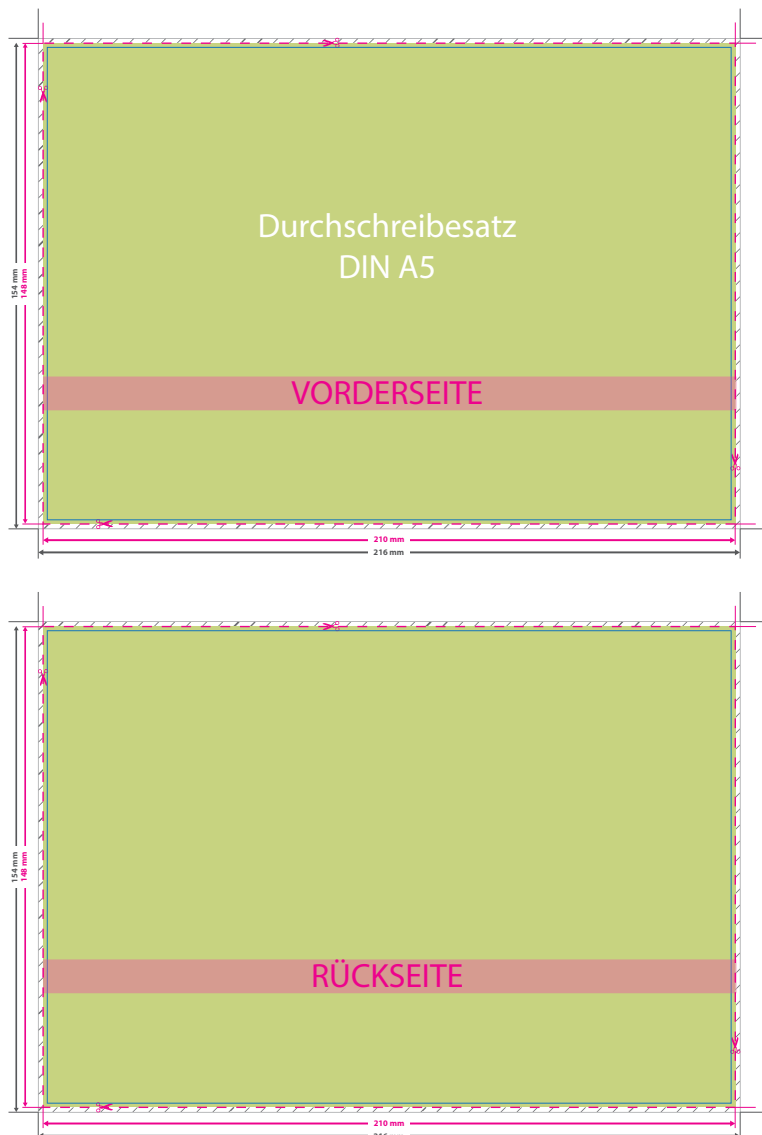 154 mm
148 mm
Durchschreibesatz
DIN A5
VORDERSEITE
210 mm
216 mm
154 mm
148 mm
RÜCKSEITE
210 mm